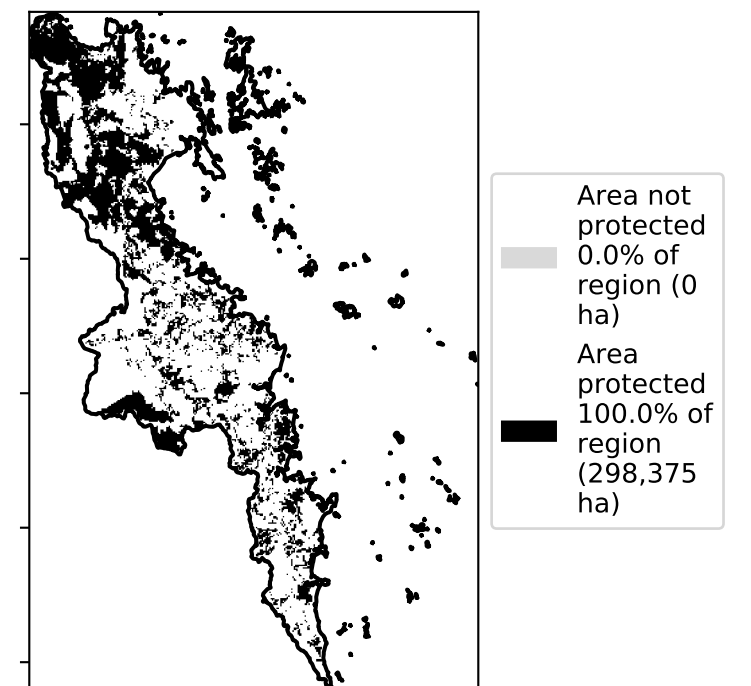 Area not
protected
0.0% of
region (0
ha)
Area
protected
100.0% of
region
(298,375
ha)